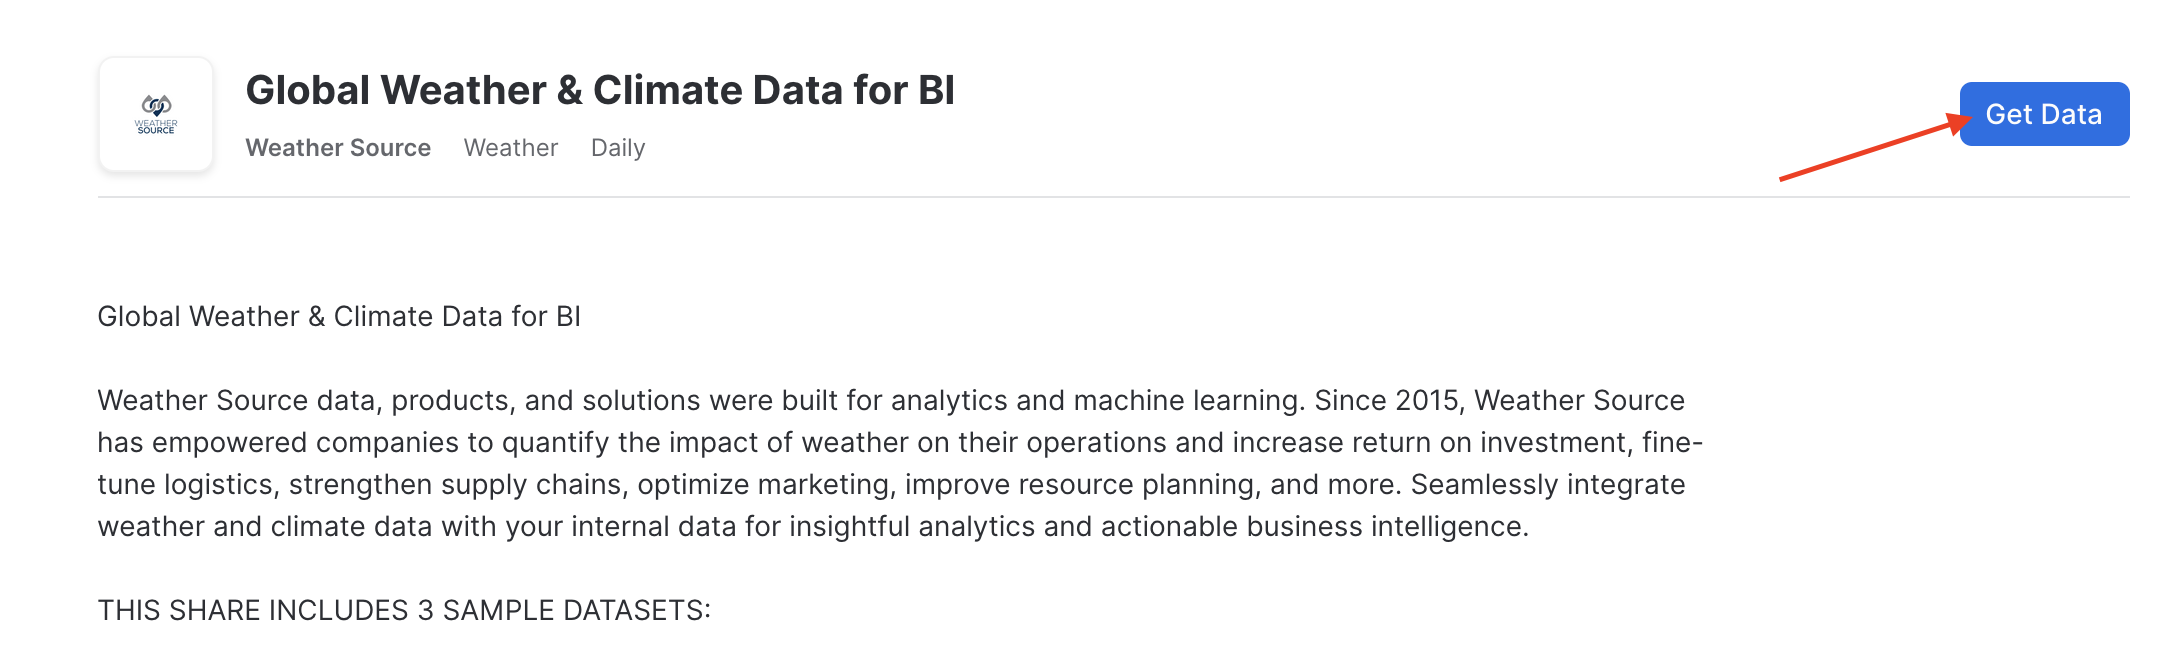 WEATHER
SOURCE
Global Weather & Climate Data for BI
Weather Source Weather Daily
Get Data
Global Weather & Climate Data for BI
Weather Source data, products, and solutions were built for analytics and machine learning. Since 2015, Weather Source
has empowered companies to quantify the impact of weather on their operations and increase return on investment, fine-
tune logistics, strengthen supply chains, optimize marketing, improve resource planning, and more. Seamlessly integrate
weather and climate data with your internal data for insightful analytics and actionable business intelligence.
THIS SHARE INCLUDES 3 SAMPLE DATASETS: